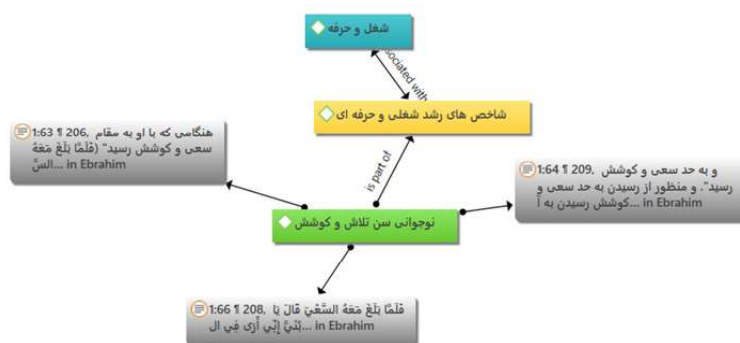 شغل و حرفه
sociated with
شاخص های رشد شغلی و حرفه ای
is part of
1:63 ¶ 206, هنگامی که با او به مقام
سعی و کوشش رسید" (فَلَمَّا بَلَغَ مَعَهُ
السَّ... in Ebrahim
1:64 ¶ 209, و به حد سعی و کوشش
رسید". و منظور از رسیدن به حد سعی و
کوشش رسیدن به آ... in Ebrahim
نوجوانی سن تلاش و کوشش
1:66 ¶ 208, فَلَمَّا بَلَغَ مَعَهُ السَّعْيَ قَالَ يَا
بُنَيَّ إِنِّي أَرَى فِي ال... in Ebrahim